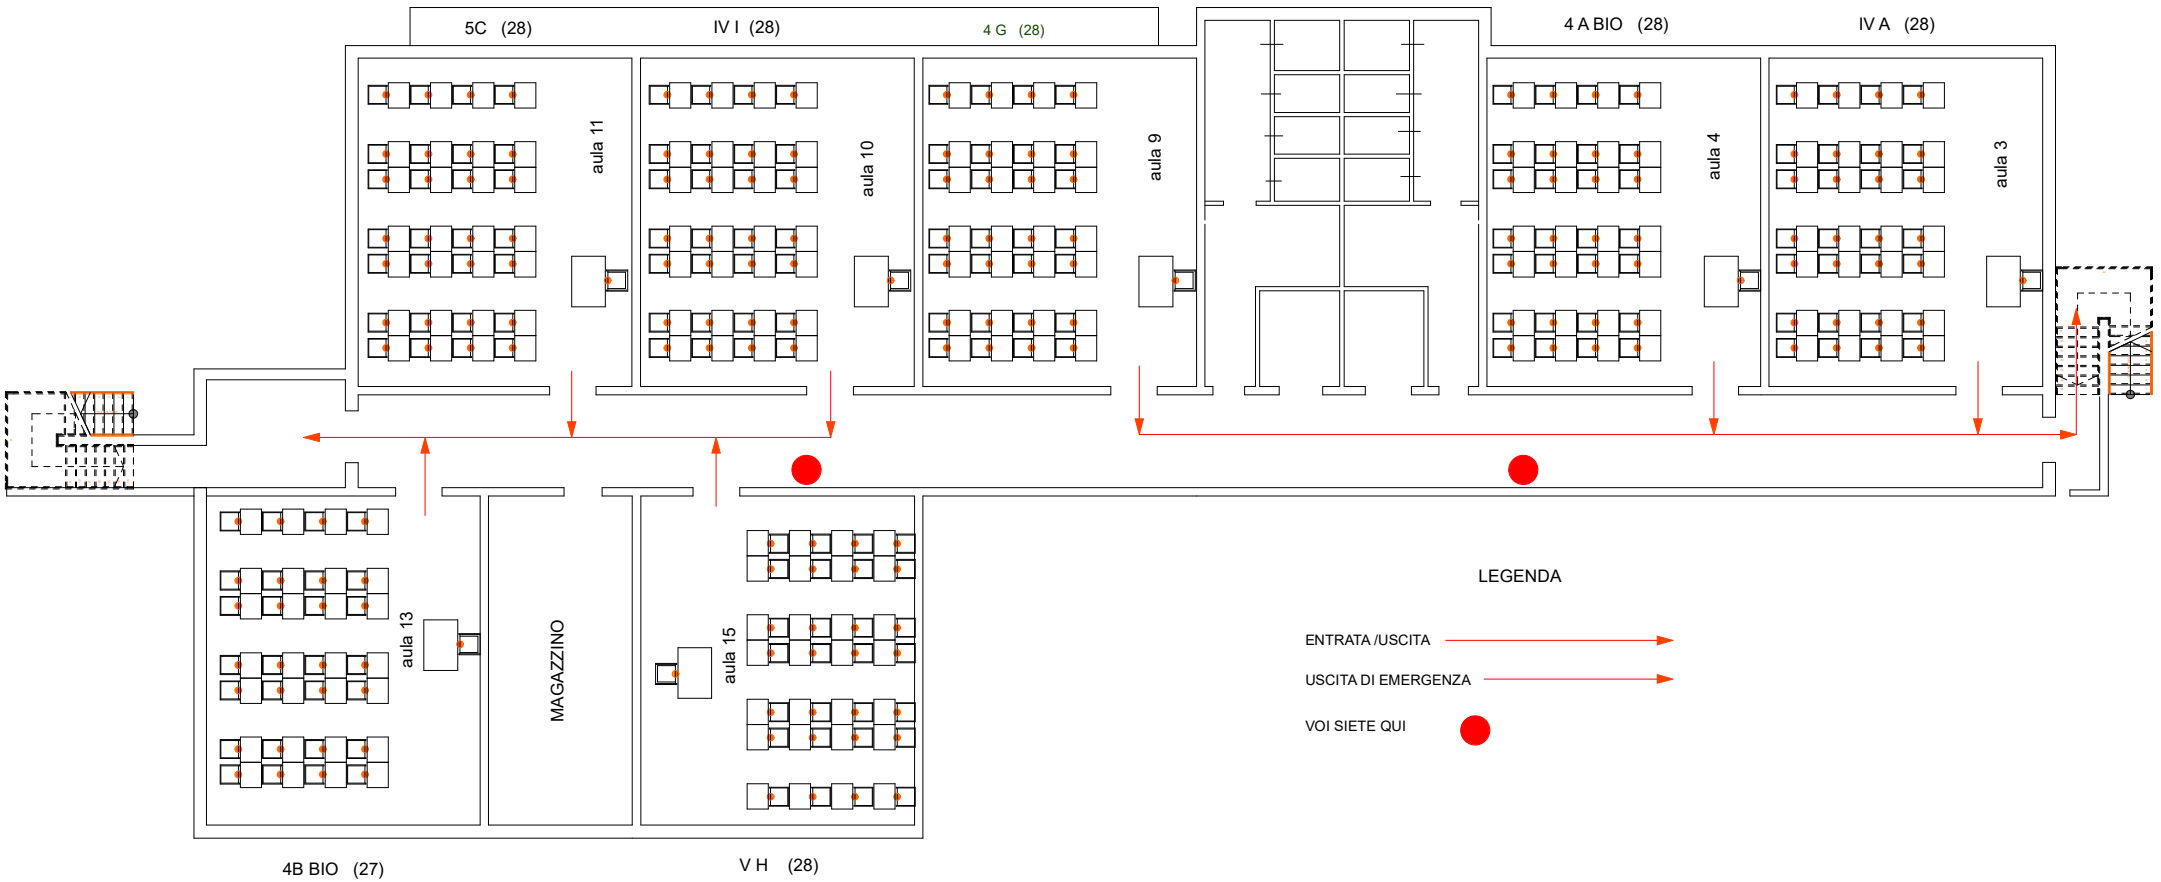 5C (28)
IV I (28)
4 G (28)
4 A BIO (28)
IV A (28)
aula 11
aula 10
aula 9
aula 4
aula 3
aula 13
MAGAZZINO
aula 15
LEGENDA
ENTRATA /USCITA
USCITA DI EMERGENZA
VOI SIETE QUI
4B BIO (27)
V H (28)